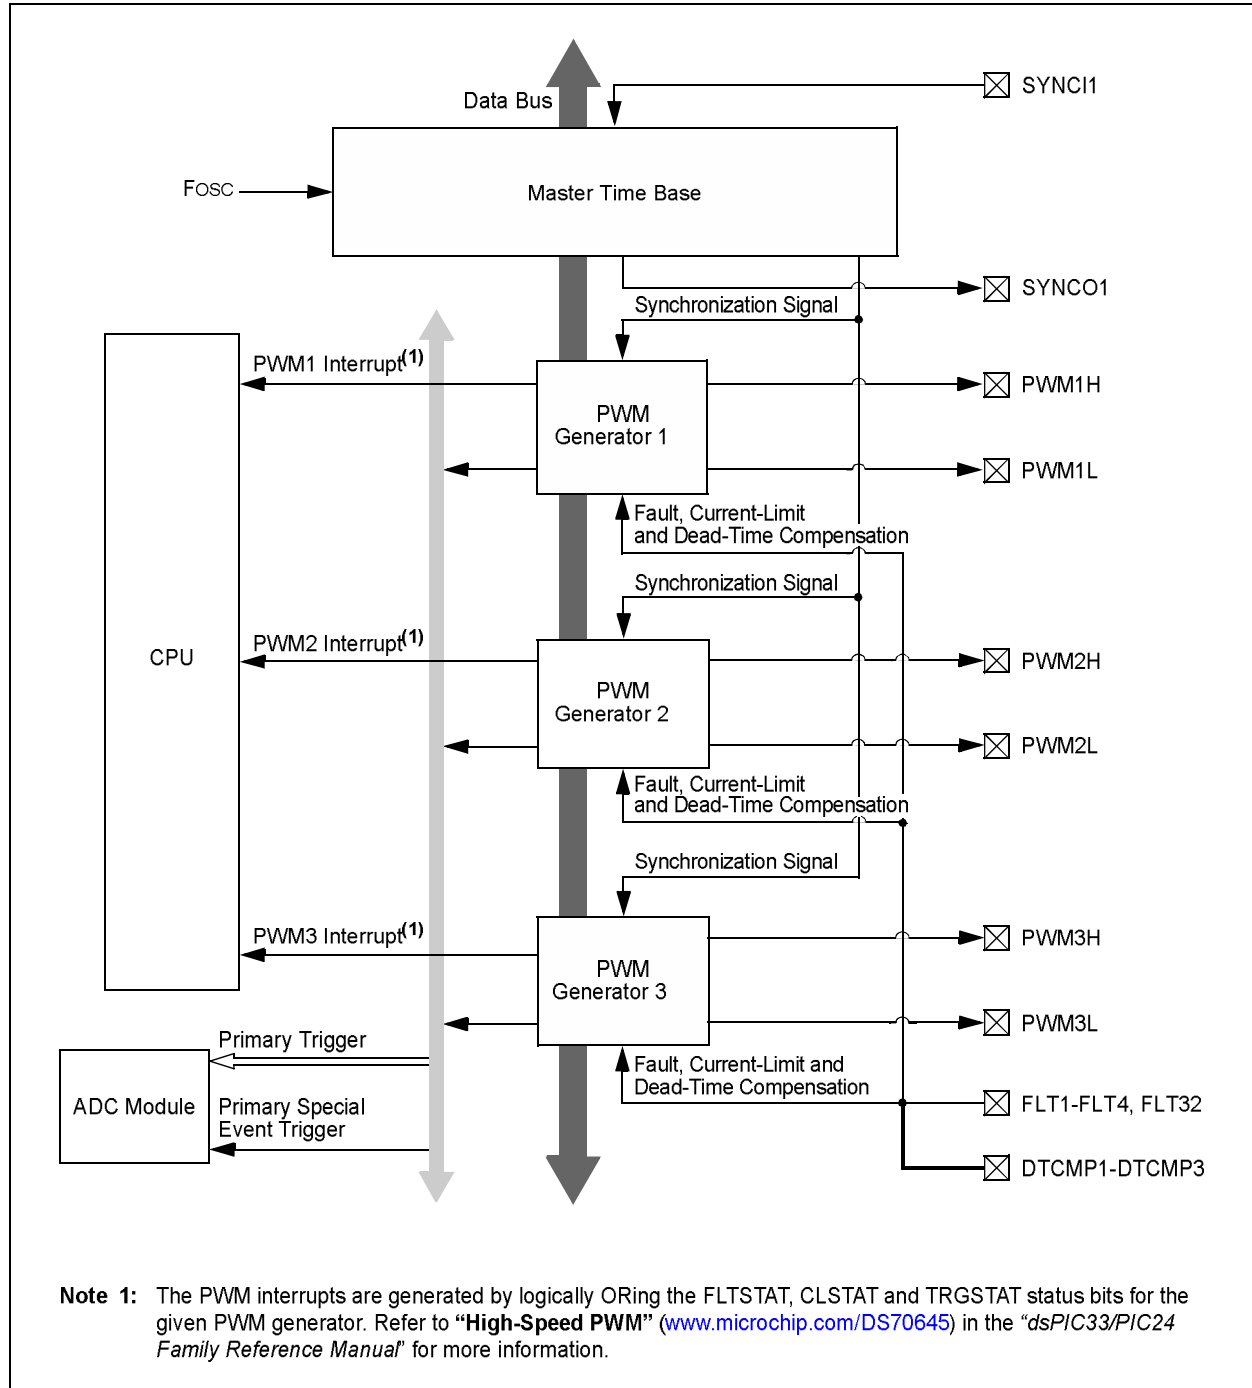 Data Bus
SYNCI1
FOSC
Master Time Base
SYNCO1
Synchronization Signal
PWM1 Interrupt(1)
PWM
Generator 1
PWM1H
PWM1L
Fault, Current-Limit
and Dead-Time Compensation
Synchronization Signal
CPU
PWM2 Interrupt(1)
PWM
Generator 2
PWM2H
PWM2L
Fault, Current-Limit
and Dead-Time Compensation
Synchronization Signal
PWM3 Interrupt(1)
PWM
Generator 3
PWM3H
PWM3L
Primary Trigger
Fault, Current-Limit and
Dead-Time Compensation
ADC Module
Primary Special
Event Trigger
FLT1-FLT4, FLT32
DTCMP1-DTCMP3
Note 1: The PWM interrupts are generated by logically ORing the FLTSTAT, CLSTAT and TRGSTAT status bits for the
given PWM generator. Refer to “High-Speed PWM” (www.microchip.com/DS70645) in the “dsPIC33/PIC24
Family Reference Manual” for more information.